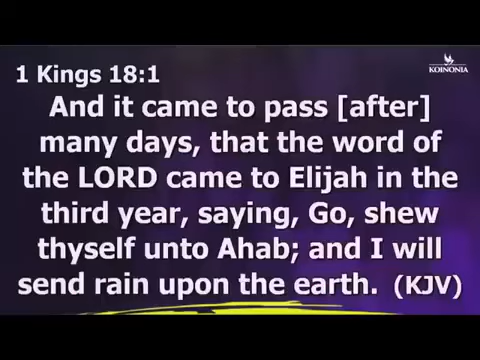 KOINONIA
1 Kings 18:1
And it came to pass [after]
many days, that the word of
the LORD came to Elijah in the
third year, saying, Go, shew
thyself unto Ahab; and I will
send rain upon the earth. (KJV)